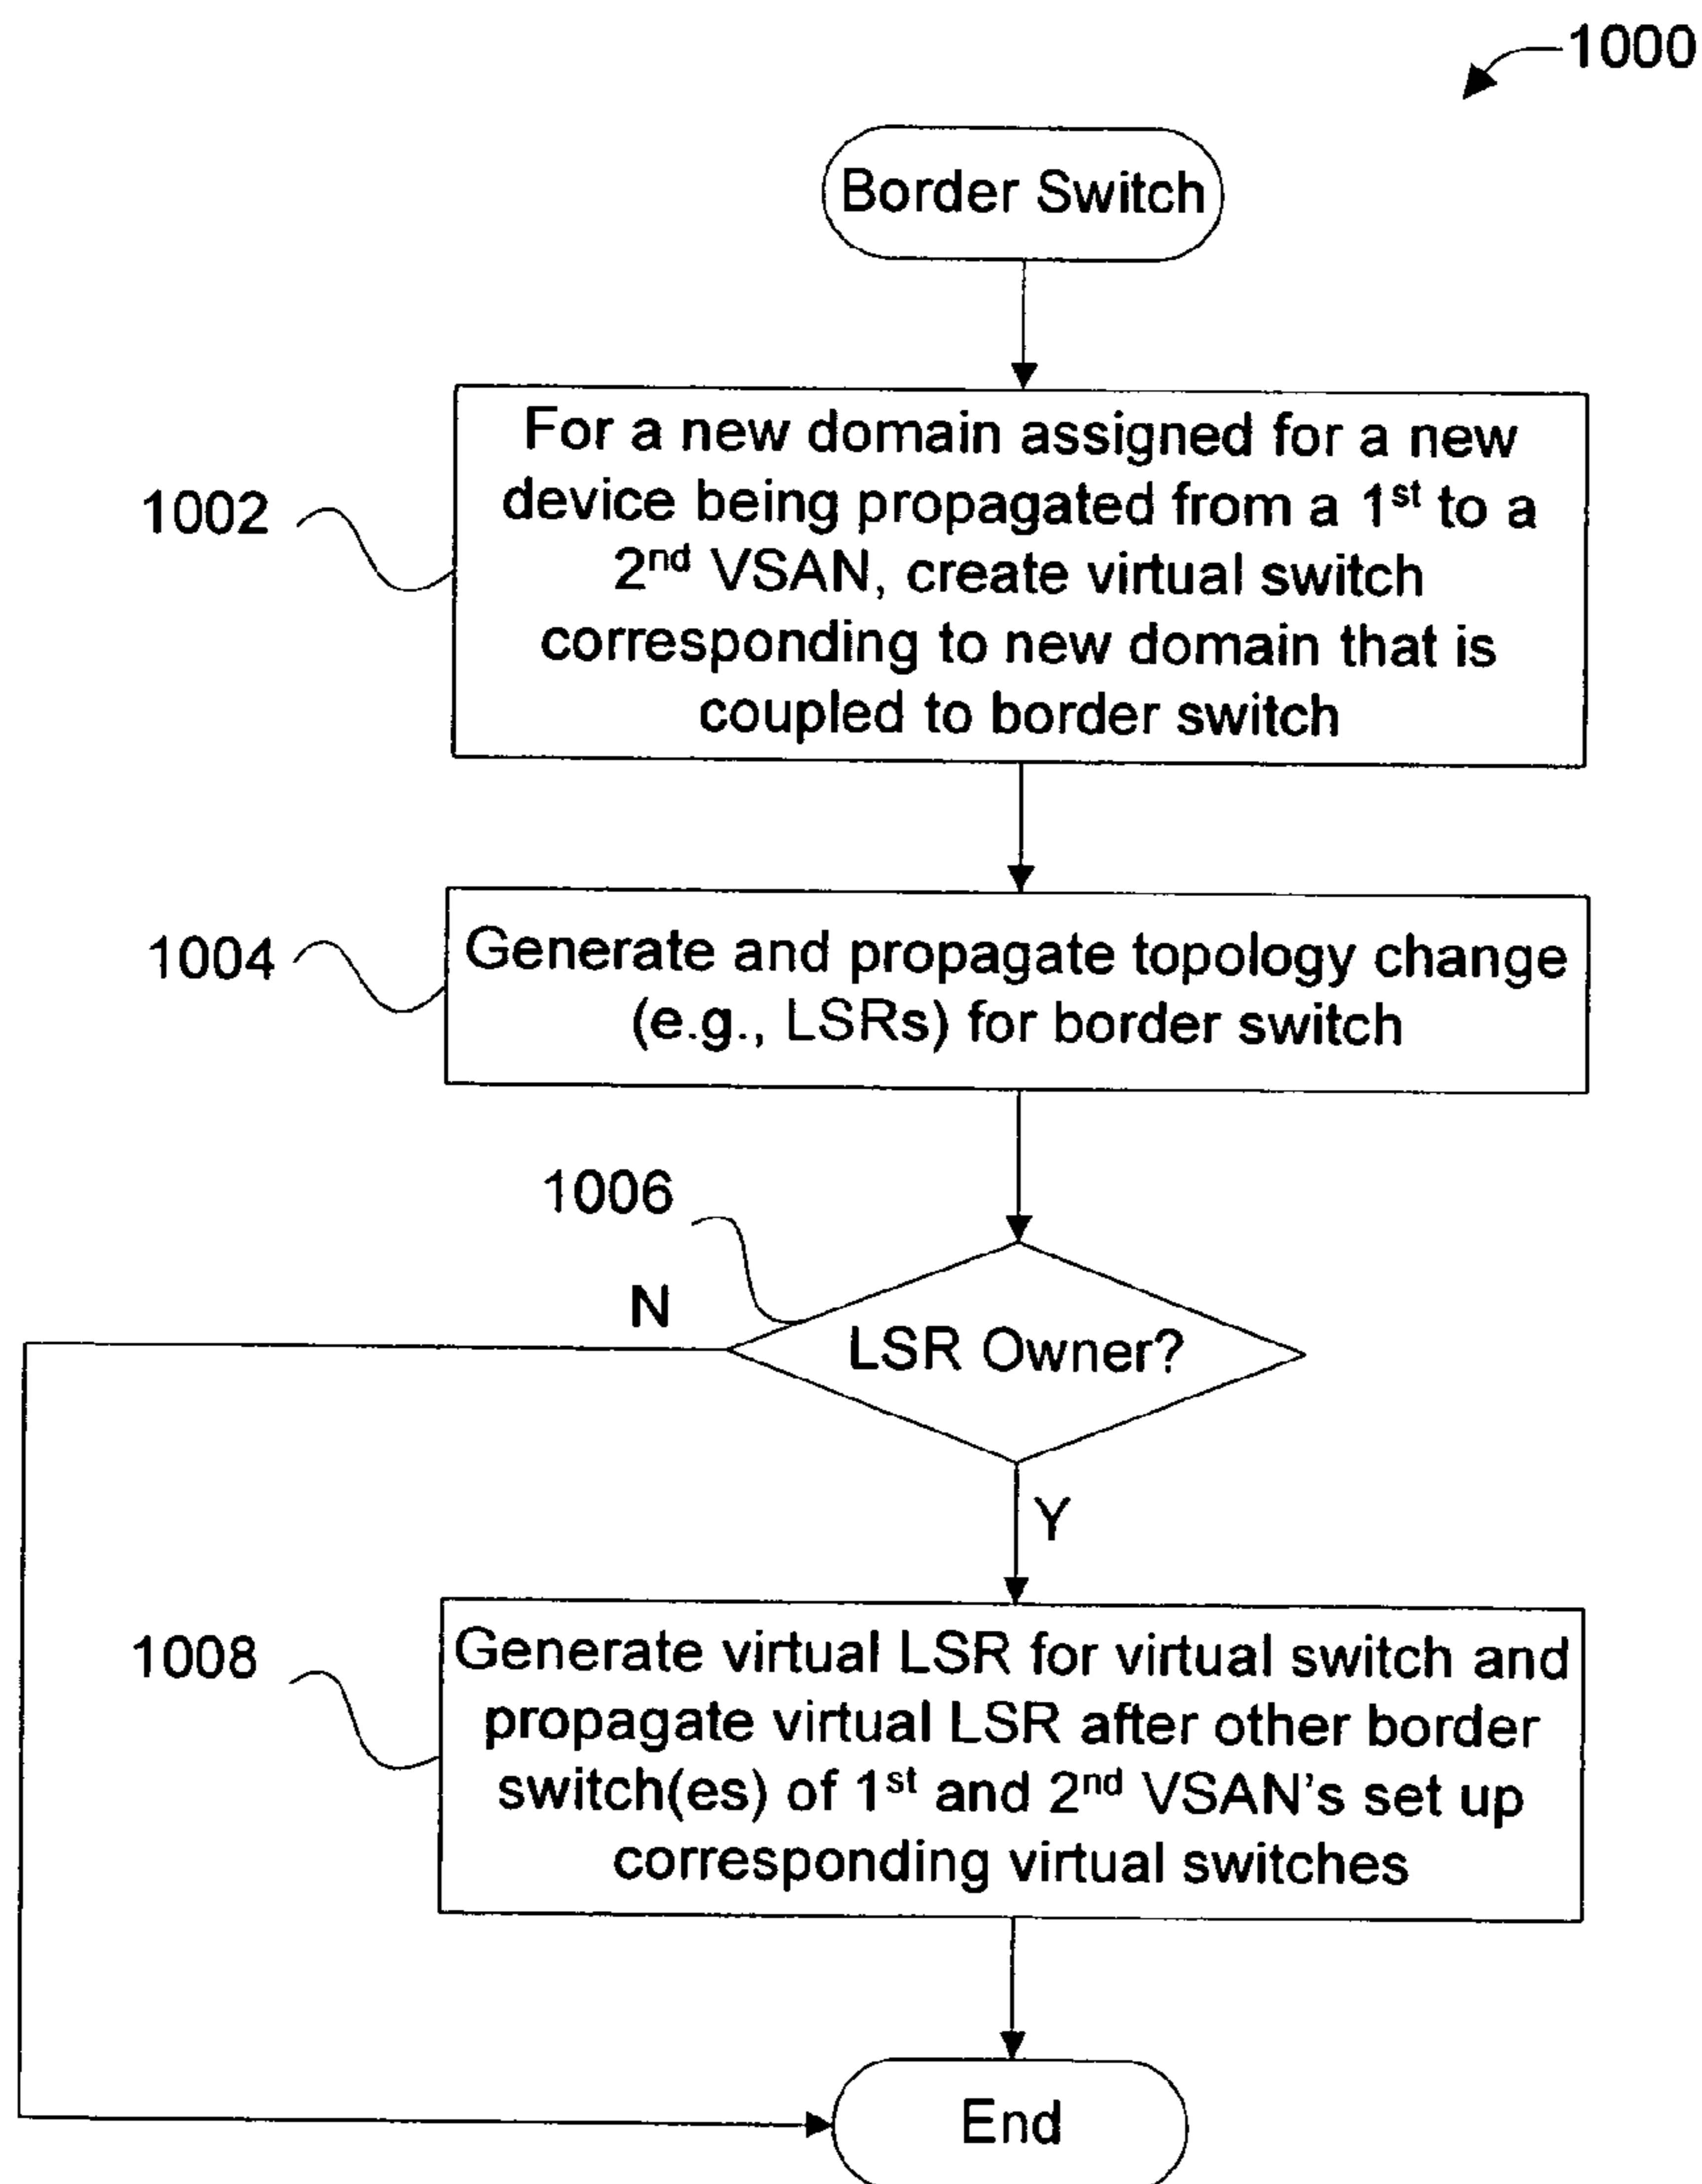 1000
Border Switch
1002
For a new domain assigned for a new
device being propagated from a 1st to a
2nd VSAN, create virtual switch
corresponding to new domain that is
coupled to border switch
1004
Generate and propagate topology change
(e.g., LSRs) for border switch
1006
N
LSR Owner?
Y
1008
Generate virtual LSR for virtual switch and
propagate virtual LSR after other border
switch(es) of 1st and 2nd VSAN's set up
corresponding virtual switches
End